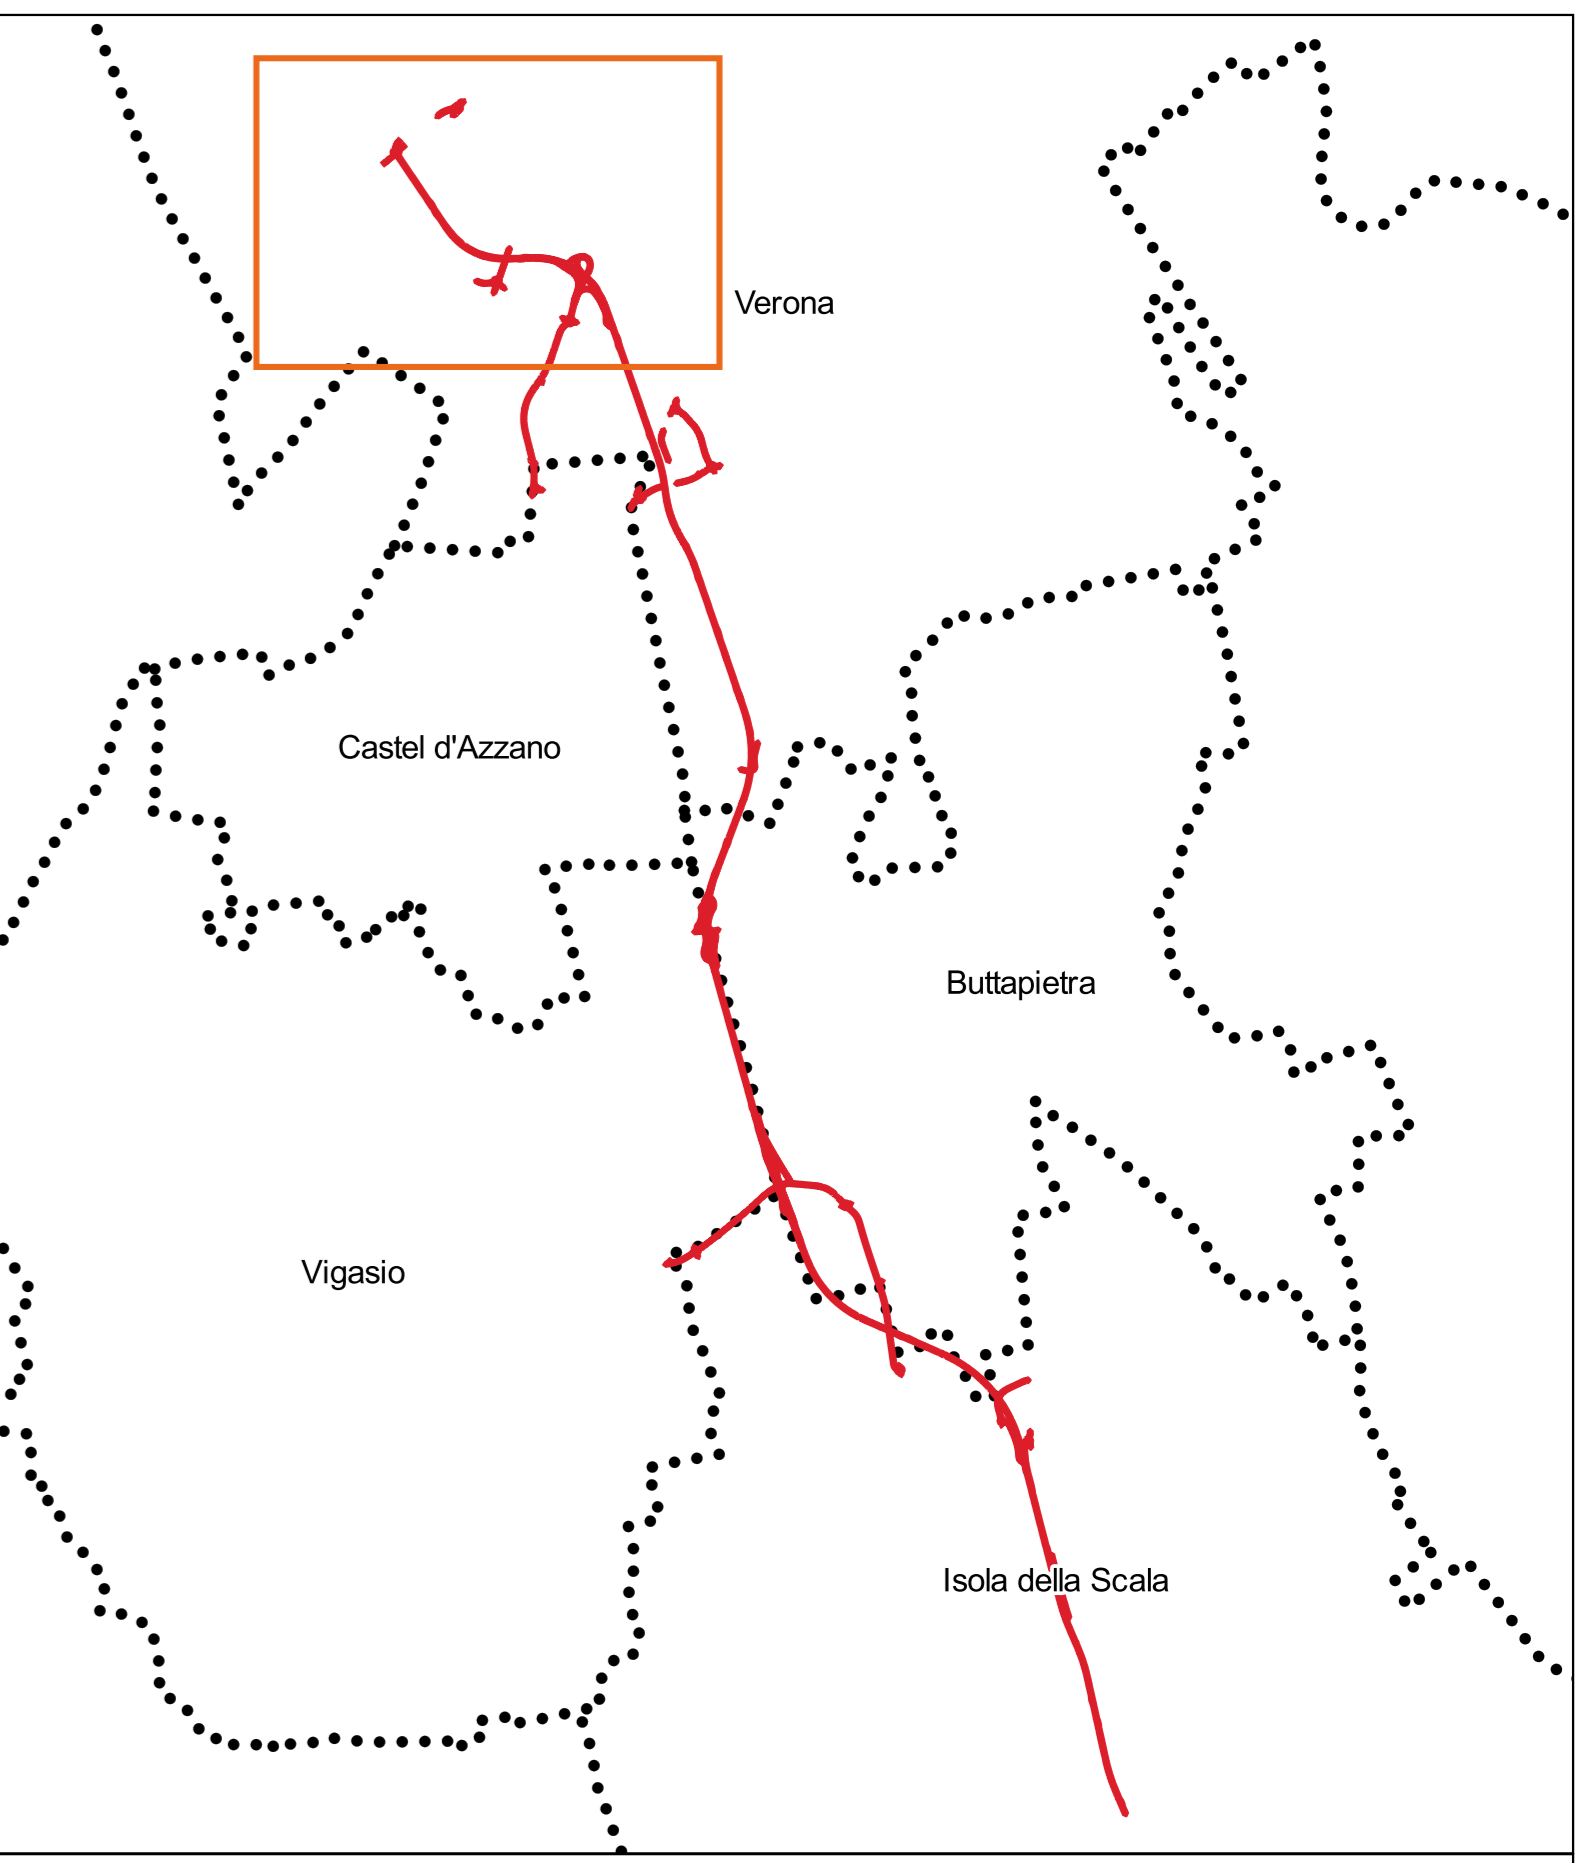 Verona
Castel d'Azzano
Buttapietra
Vigasio
Isola della Scala